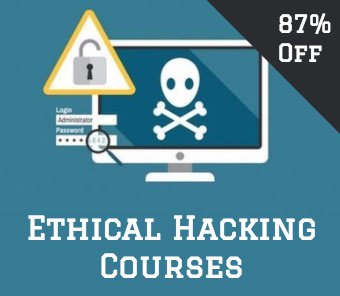 87%
OFF
Login
Administrator
Password
ETHICAL HACKING
COURSES